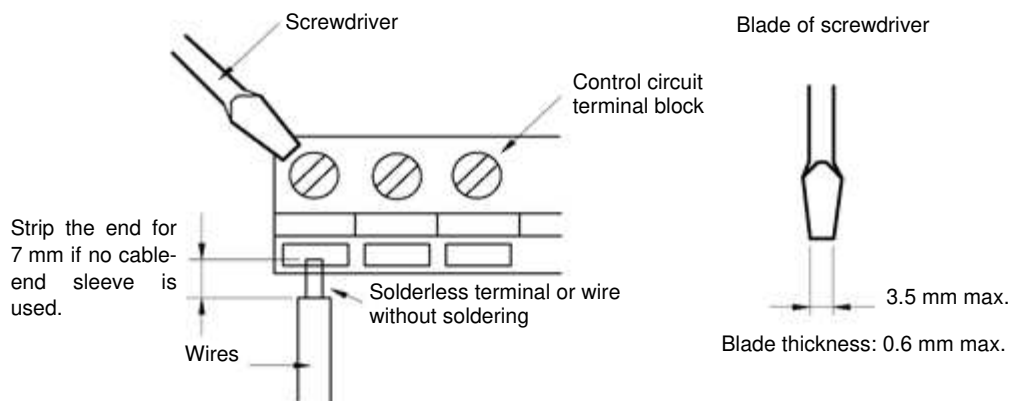 Screwdriver
Blade of screwdriver
Control circuit
terminal block
Strip the end for
7 mm if no cable-
end sleeve is
used.
Solderless terminal or wire
without soldering
Wires
3.5 mm max.
Blade thickness: 0.6 mm max.